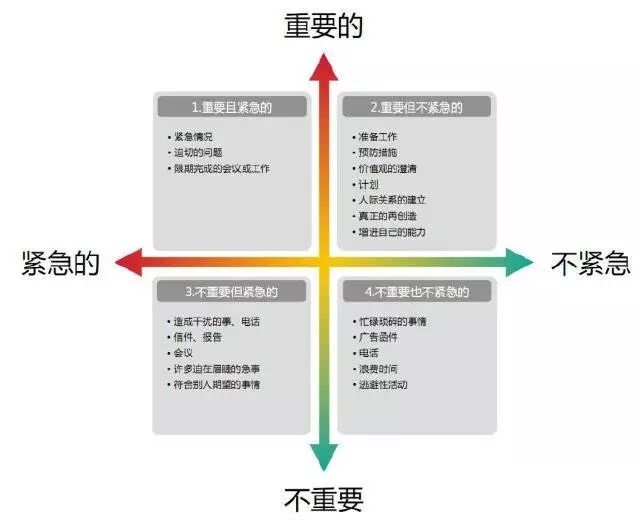 重要的
1.重要且紧急的
• 紧急情况
• 迫切的问题
• 限期完成的会议或工作
2.重要但不紧急的
• 准备工作
• 预防措施
• 价值观的澄清
• 计划
• 人际关系的建立
• 真正的再创造
• 增进自己的能力
紧急的
不紧急
3.不重要但紧急的
• 造成干扰的事、电话
• 信件、报告
• 会议
• 许多迫在眉睫的急事
• 符合别人期望的事情
4.不重要也不紧急的
• 忙碌琐碎的事情
• 广告函件
• 电话
• 浪费时间
• 逃避性活动
不重要